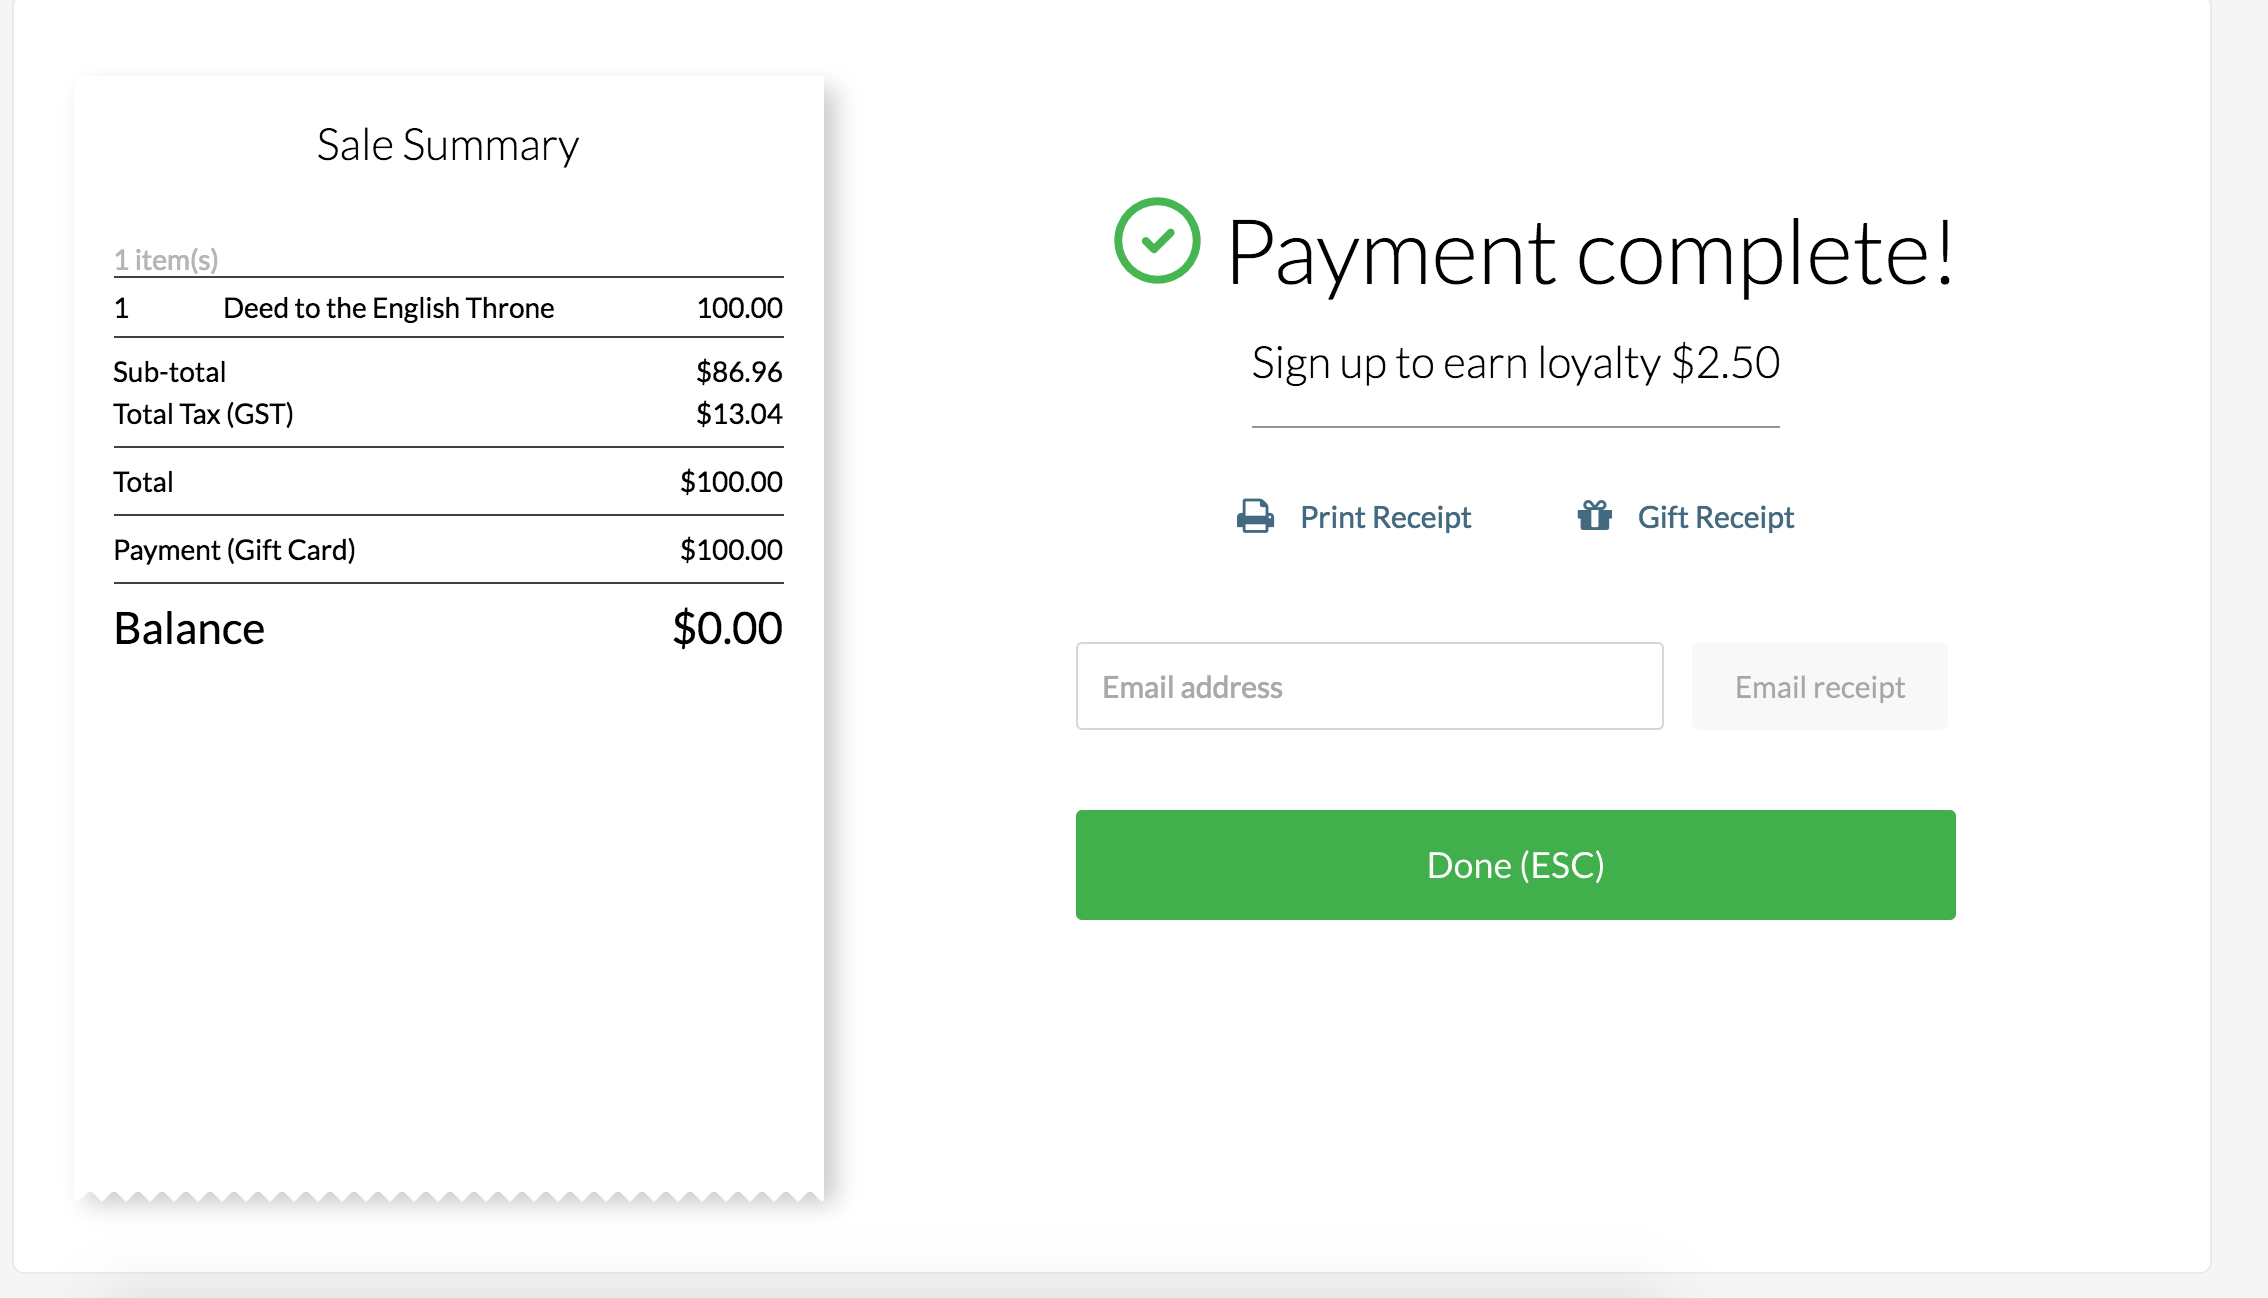 Sale Summary
1 item(s)
1 Deed to the English Throne 100.00
Sub-total $86.96
Total Tax (GST) $13.04
Total $100.00
Payment (Gift Card) $100.00
Balance $0.00
Payment complete!
Sign up to earn loyalty $2.50
Print Receipt Gift Receipt
Email address Email receipt
Done (ESC)